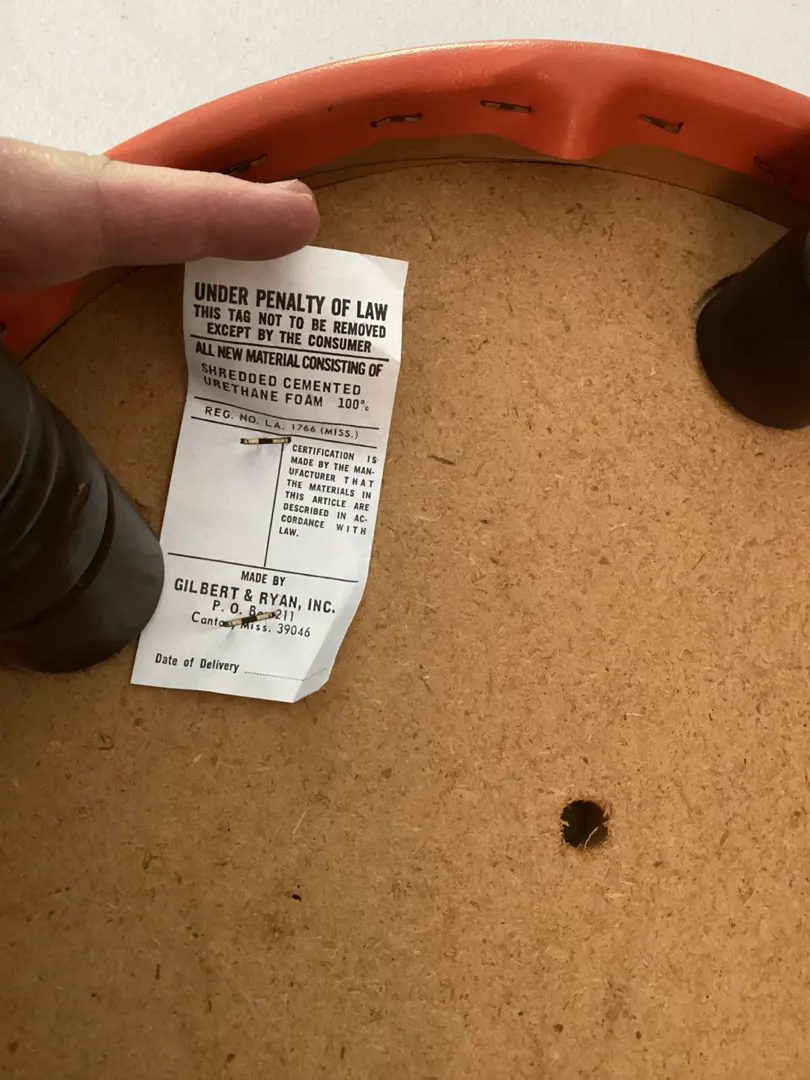 UNDER PENALTY OF LAW
THIS TAG NOT TO BE REMOVED
EXCEPT BY THE CONSUMER
ALL NEW MATERIAL CONSISTING OF
SHREDDED CEMENTED
URETHANE FOAM 100%
REG. NO. LA. 1766 (MISS.)
CERTIFICATION IS
MADE BY THE MAN-
UFACTURER THAT
THE MATERIALS IN
THIS ARTICLE ARE
DESCRIBED IN AC-
CORDANCE WITH
LAW.
MADE BY
GILBERT & RYAN, INC.
P. O. 211
Miss. 39046
Date of Delivery